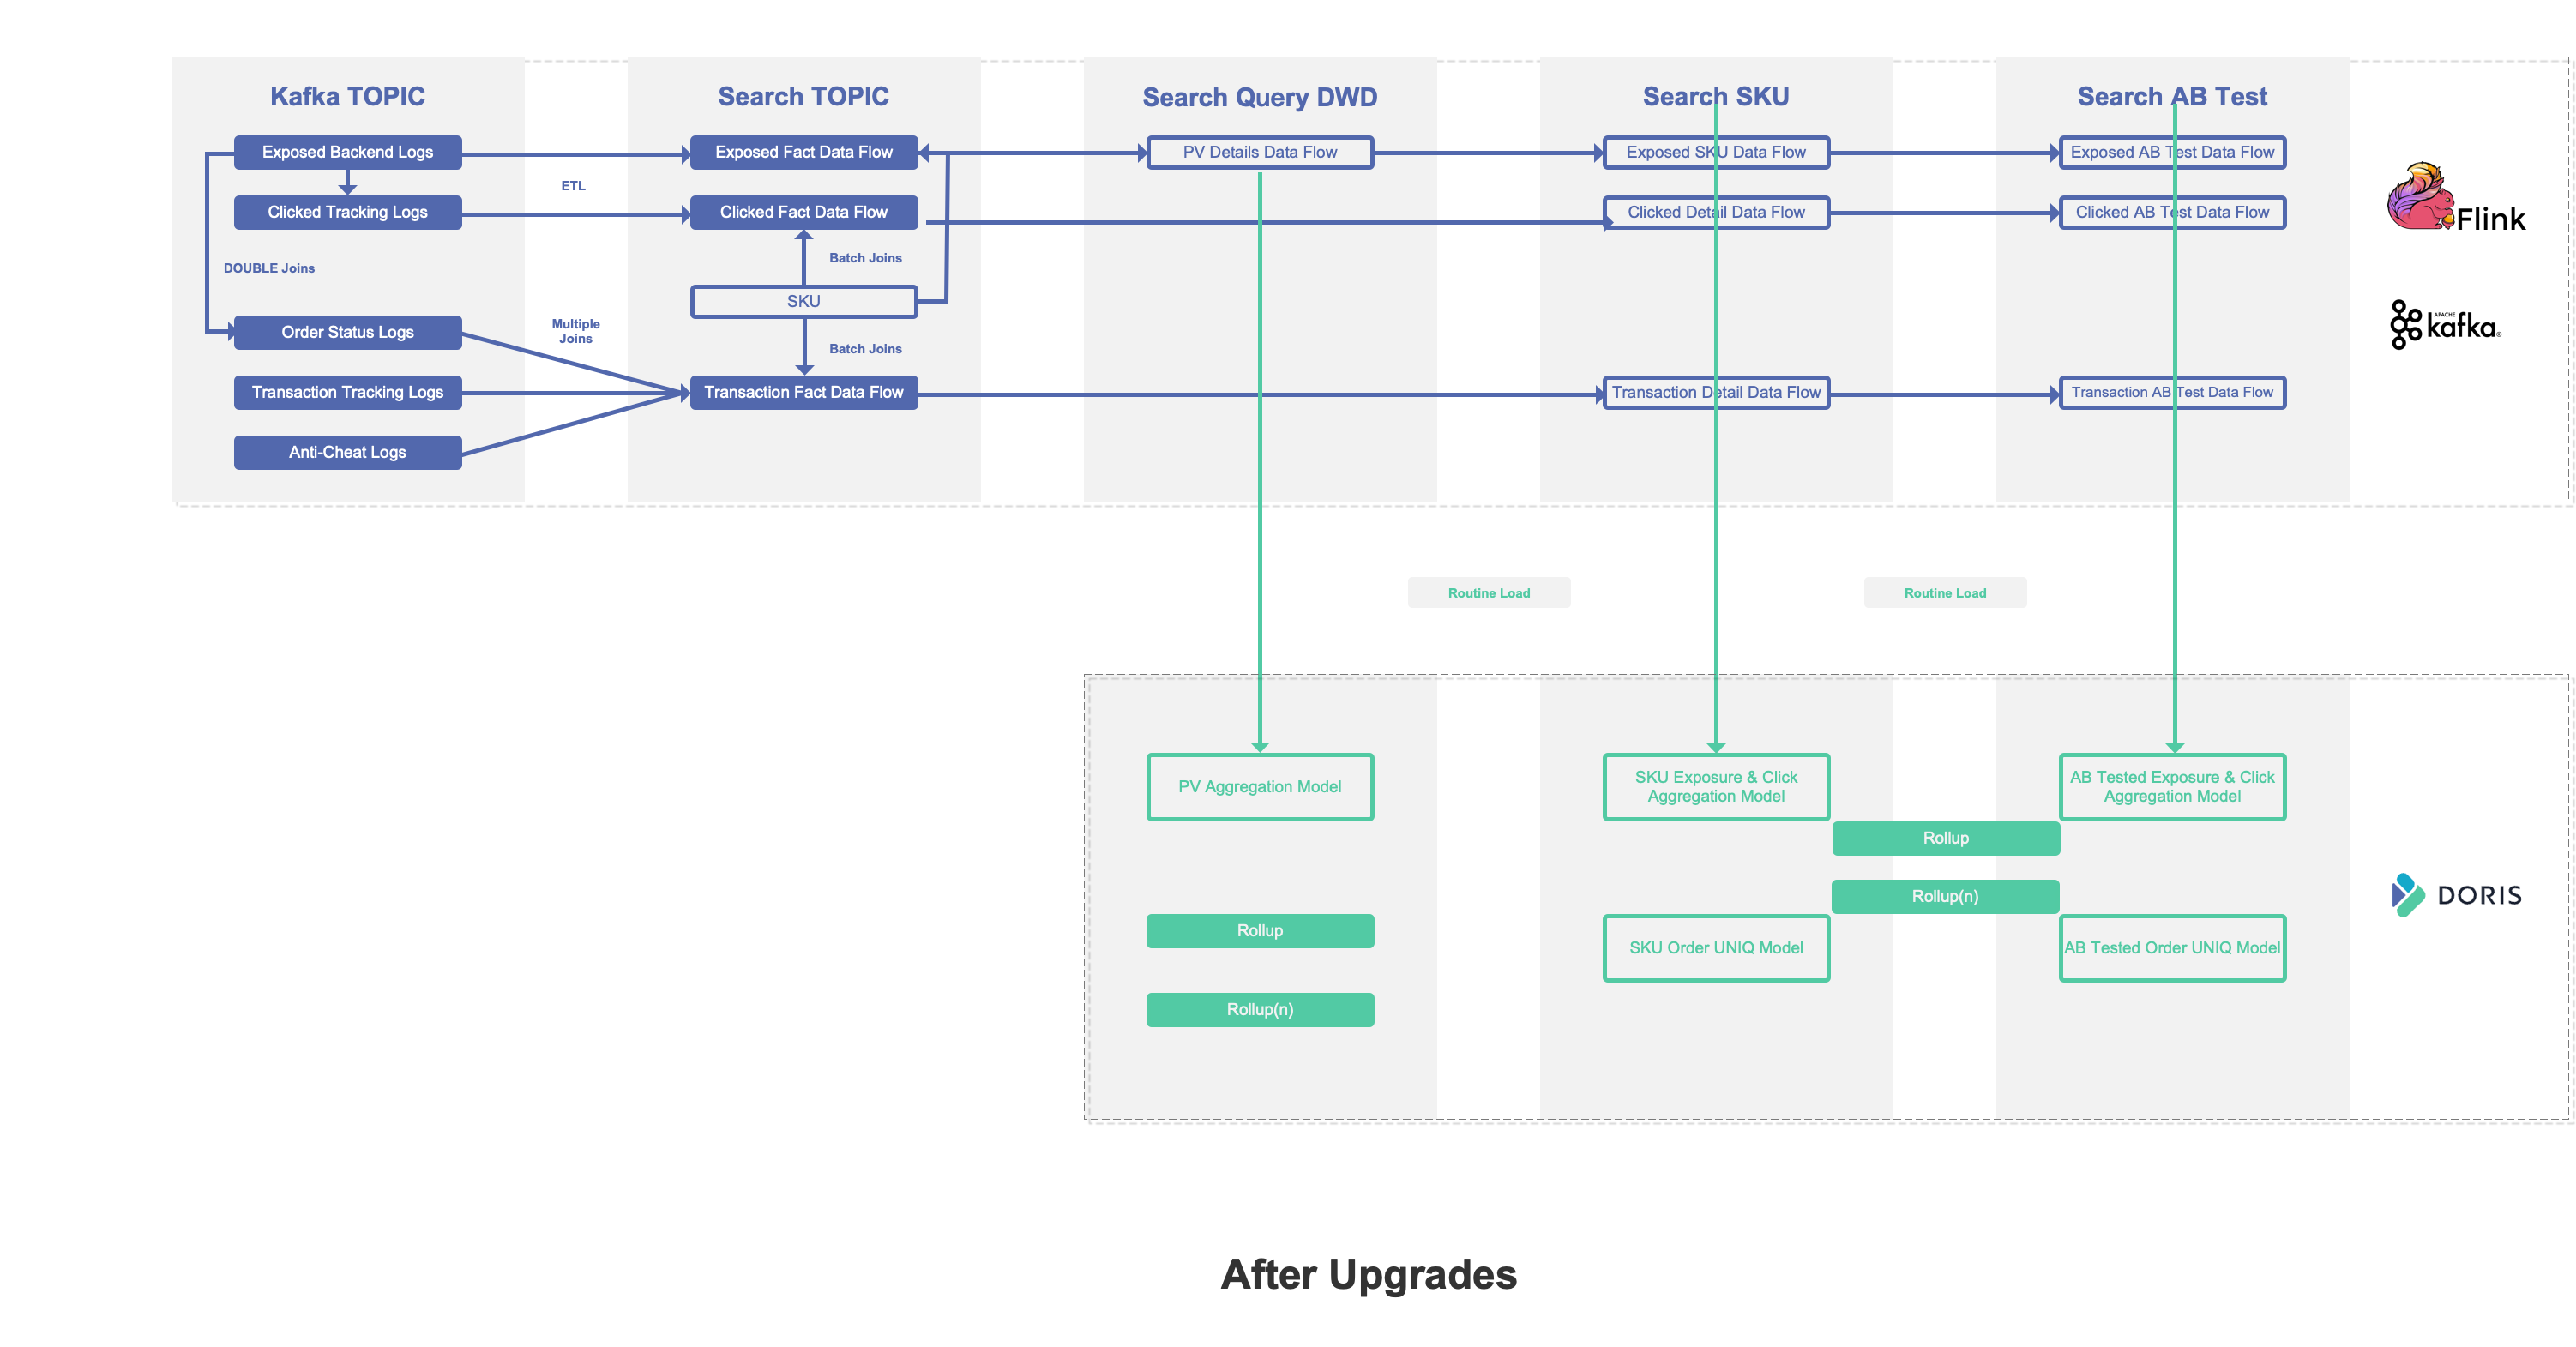 Kafka TOPIC
Search TOPIC
Search Query DWD
Search SKU
Search AB Test
Exposed Backend Logs
Exposed Fact Data Flow
PV Details Data Flow
Exposed SKU Data Flow
Exposed AB Test Data Flow
ETL
Clicked Tracking Logs
Clicked Fact Data Flow
Clicked Detail Data Flow
Clicked AB Test Data Flow
Flink
DOUBLE Joins
Batch Joins
SKU
Multiple
Joins
APACHE
kafka®
Order Status Logs
Batch Joins
Transaction Tracking Logs
Transaction Fact Data Flow
Transaction Detail Data Flow
Transaction AB Test Data Flow
Anti-Cheat Logs
Routine Load
Routine Load
PV Aggregation Model
SKU Exposure & Click
Aggregation Model
AB Tested Exposure & Click
Aggregation Model
Rollup
Rollup(n)
DORIS
Rollup
SKU Order UNIQ Model
AB Tested Order UNIQ Model
Rollup(n)
After Upgrades